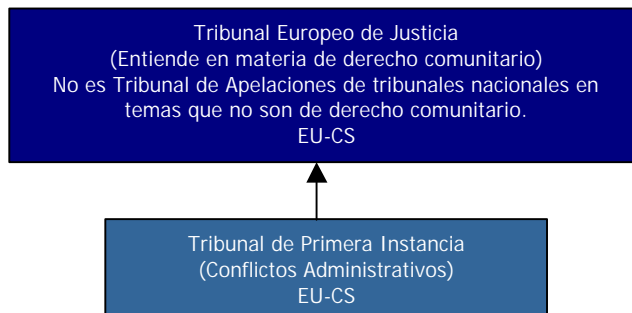 Tribunal Europeo de Justicia
(Entiende en materia de derecho comunitario)
No es Tribunal de Apelaciones de tribunales nacionales en
temas que no son de derecho comunitario.
EU-CS
Tribunal de Primera Instancia
(Conflictos Administrativos)
EU-CS